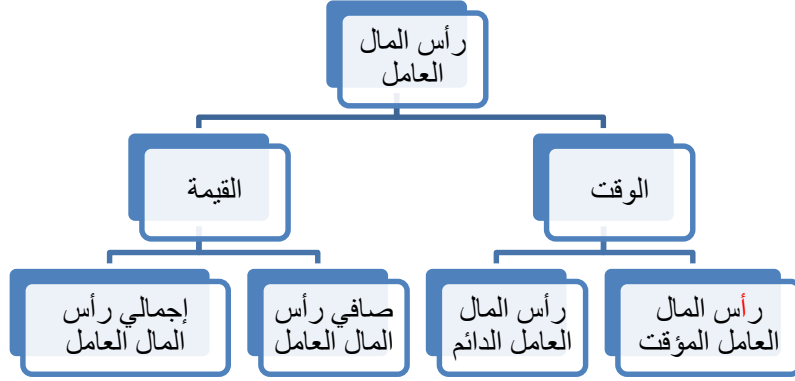 رأس المال
العامل
الوقت
القيمة
رأس المال
العامل المؤقت
رأس المال
العامل الدائم
صافي رأس
المال العامل
إجمالي رأس
المال العامل